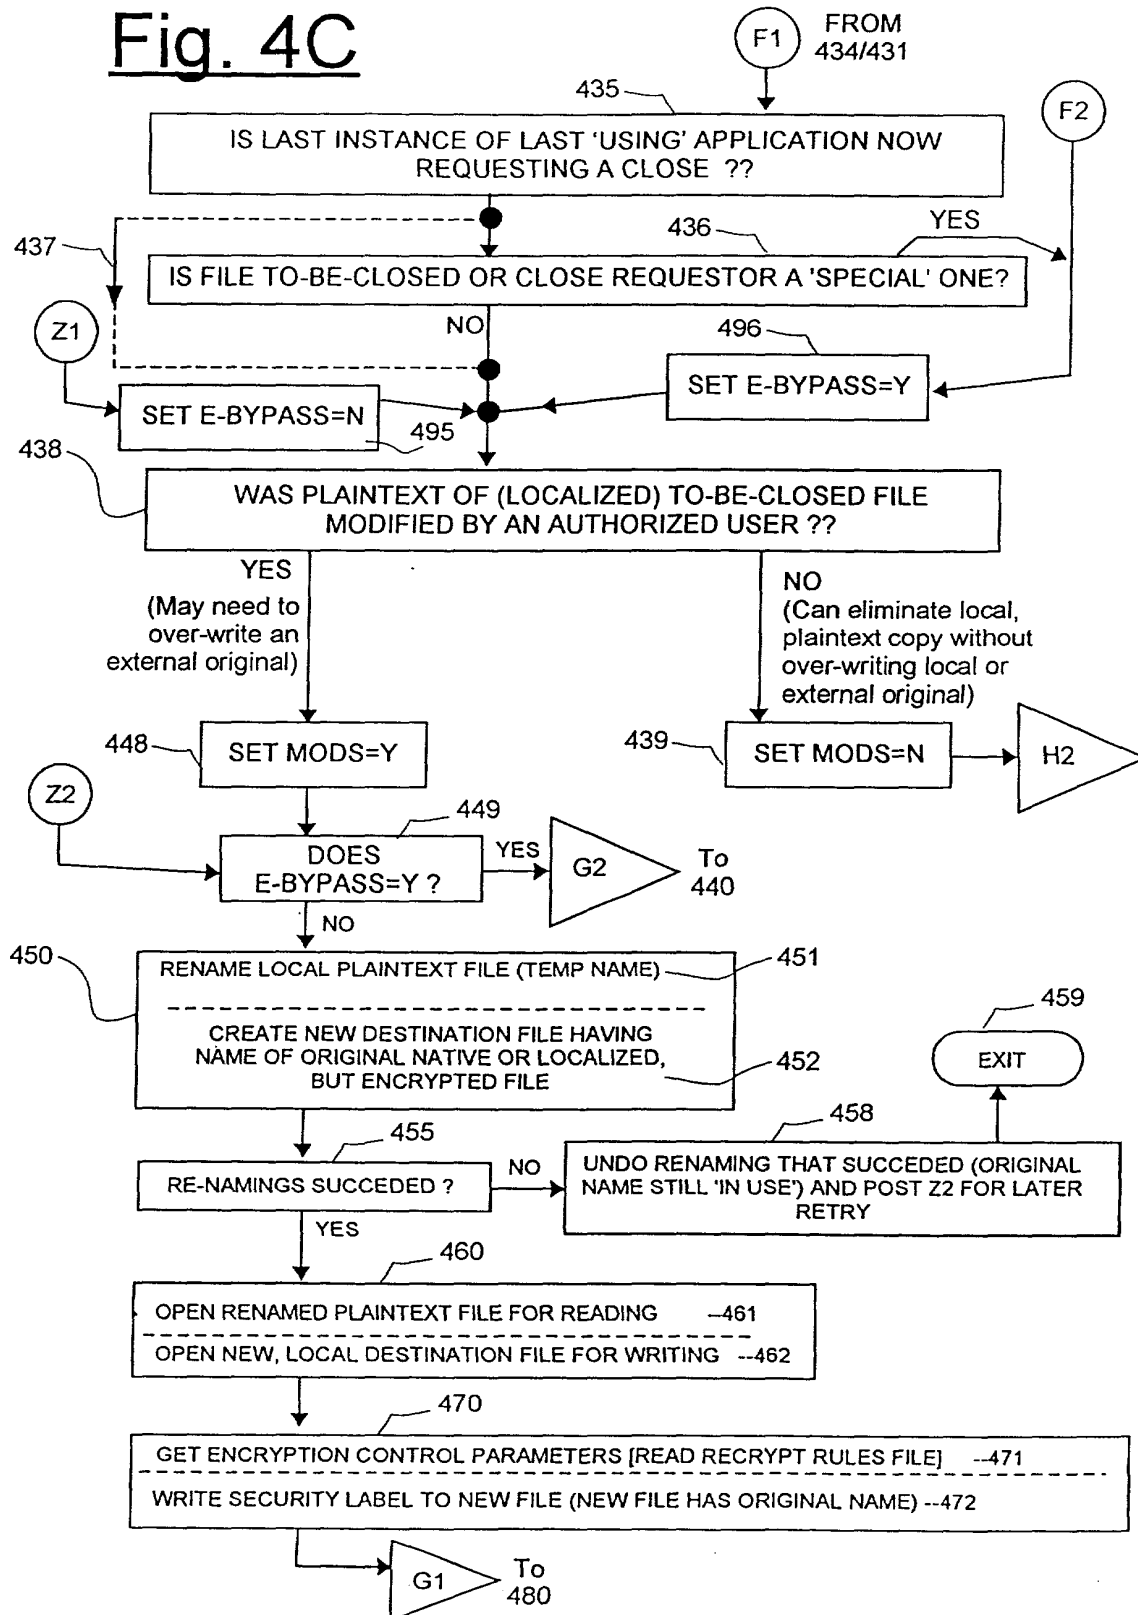 Fig. 4C
F1
FROM
434/431
435
F2
IS LAST INSTANCE OF LAST 'USING' APPLICATION NOW
REQUESTING A CLOSE ??
437
436
YES
IS FILE TO-BE-CLOSED OR CLOSE REQUESTOR A 'SPECIAL' ONE?
Z1
NO
496
SET E-BYPASS=Y
SET E-BYPASS=N
495
438
WAS PLAINTEXT OF (LOCALIZED) TO-BE-CLOSED FILE
MODIFIED BY AN AUTHORIZED USER ??
YES
(May need to
over-write an
external original)
NO
(Can eliminate local,
plaintext copy without
over-writing local or
external original)
448
SET MODS=Y
439
SET MODS=N
H2
Z2
449
DOES
E-BYPASS=Y ?
YES
G2
To
440
NO
450
RENAME LOCAL PLAINTEXT FILE (TEMP NAME)
451
CREATE NEW DESTINATION FILE HAVING
NAME OF ORIGINAL NATIVE OR LOCALIZED,
BUT ENCRYPTED FILE
452
459
EXIT
455
458
RE-NAMINGS SUCCEDED ?
NO
UNDO RENAMING THAT SUCCEDED (ORIGINAL
NAME STILL 'IN USE') AND POST Z2 FOR LATER
RETRY
YES
460
OPEN RENAMED PLAINTEXT FILE FOR READING --461
OPEN NEW, LOCAL DESTINATION FILE FOR WRITING --462
470
GET ENCRYPTION CONTROL PARAMETERS [READ RECRYPT RULES FILE] --471
WRITE SECURITY LABEL TO NEW FILE (NEW FILE HAS ORIGINAL NAME) --472
G1
To
480